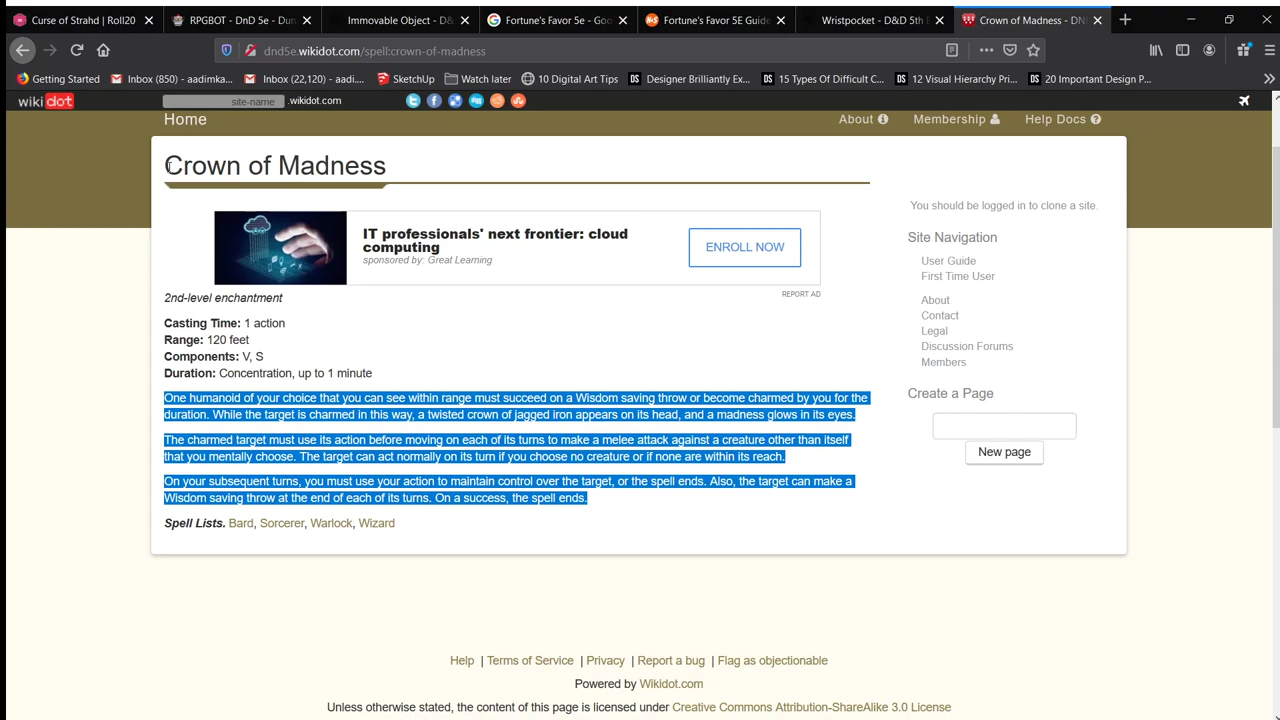 Curse of Strahd | Roll20
RPGBOT - DnD 5e - Dun
Immovable Object - D&
Fortune's Favor 5e - Goo
Fortune's Favor 5E Guide
Wristpocket - D&D 5th E
Crown of Madness - DN
dnd5e.wikidot.com/spell:crown-of-madness
Getting Started
Inbox (850) - aadimka...
Inbox (22,120) - aadi...
SketchUp
Watch later
10 Digital Art Tips
Designer Brilliantly Ex...
15 Types Of Difficult C...
12 Visual Hierarchy Prin...
20 Important Design P...
wikidot
site-name .wikidot.com
Home
About
Membership
Help Docs
Crown of Madness
You should be logged in to clone a site.
IT professionals' next frontier: cloud
computing
sponsored by: Great Learning
ENROLL NOW
REPORT AD
2nd-level enchantment
Casting Time: 1 action
Range: 120 feet
Components: V, S
Duration: Concentration, up to 1 minute
One humanoid of your choice that you can see within range must succeed on a Wisdom saving throw or become charmed by you for the
duration. While the target is charmed in this way, a twisted crown of jagged iron appears on its head, and a madness glows in its eyes.
The charmed target must use its action before moving on each of its turns to make a melee attack against a creature other than itself
that you mentally choose. The target can act normally on its turn if you choose no creature or if none are within its reach.
On your subsequent turns, you must use your action to maintain control over the target, or the spell ends. Also, the target can make a
Wisdom saving throw at the end of each of its turns. On a success, the spell ends.
Spell Lists. Bard, Sorcerer, Warlock, Wizard
Site Navigation
User Guide
First Time User
About
Contact
Legal
Discussion Forums
Members
Create a Page
New page
Help | Terms of Service | Privacy | Report a bug | Flag as objectionable
Powered by Wikidot.com
Unless otherwise stated, the content of this page is licensed under Creative Commons Attribution-ShareAlike 3.0 License